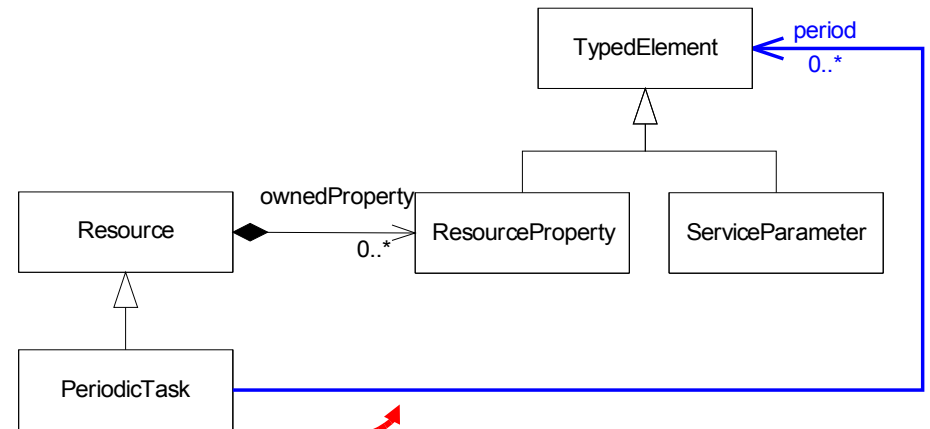 TypedElement
period
0..*
ownedProperty
0..*
Resource
ResourceProperty
ServiceParameter
PeriodicTask